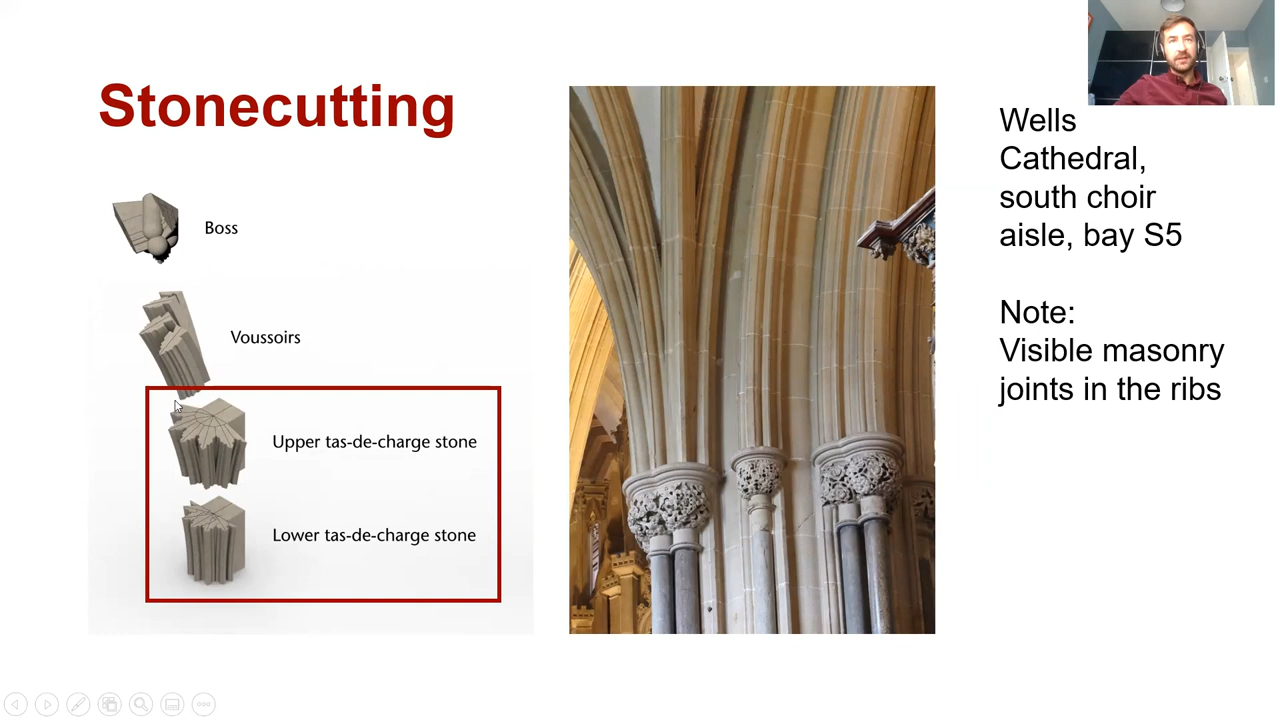 Stonecutting
Boss
Voussoirs
Upper tas-de-charge stone
Lower tas-de-charge stone
Wells
Cathedral,
south choir
aisle, bay S5
Note:
Visible masonry
joints in the ribs